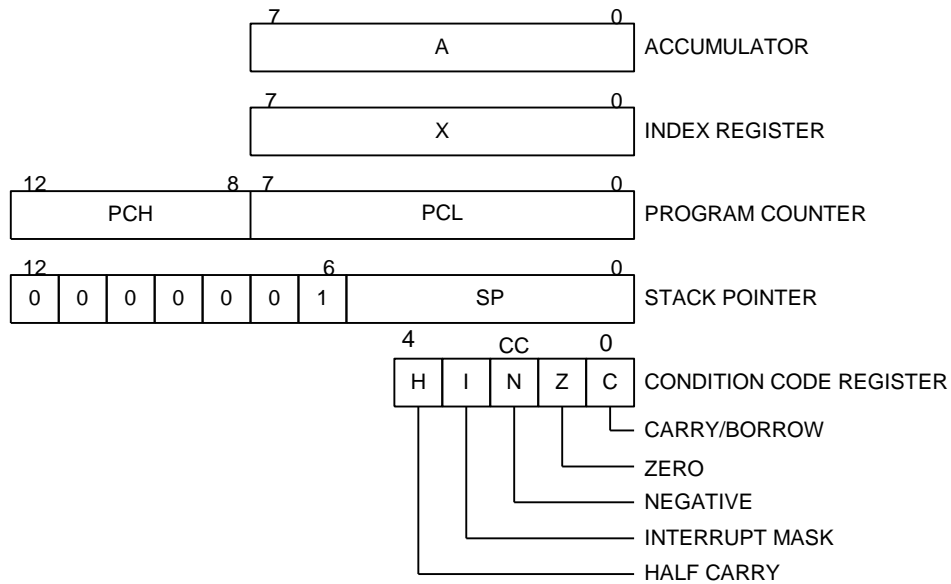 7 0
A ACCUMULATOR
7 0
X INDEX REGISTER
12 8 7 0
PCH PCL PROGRAM COUNTER
12 6 0
0 0 0 0 0 0 1 SP STACK POINTER
4 CC 0
H I N Z C CONDITION CODE REGISTER
CARRY/BORROW
ZERO
NEGATIVE
INTERRUPT MASK
HALF CARRY